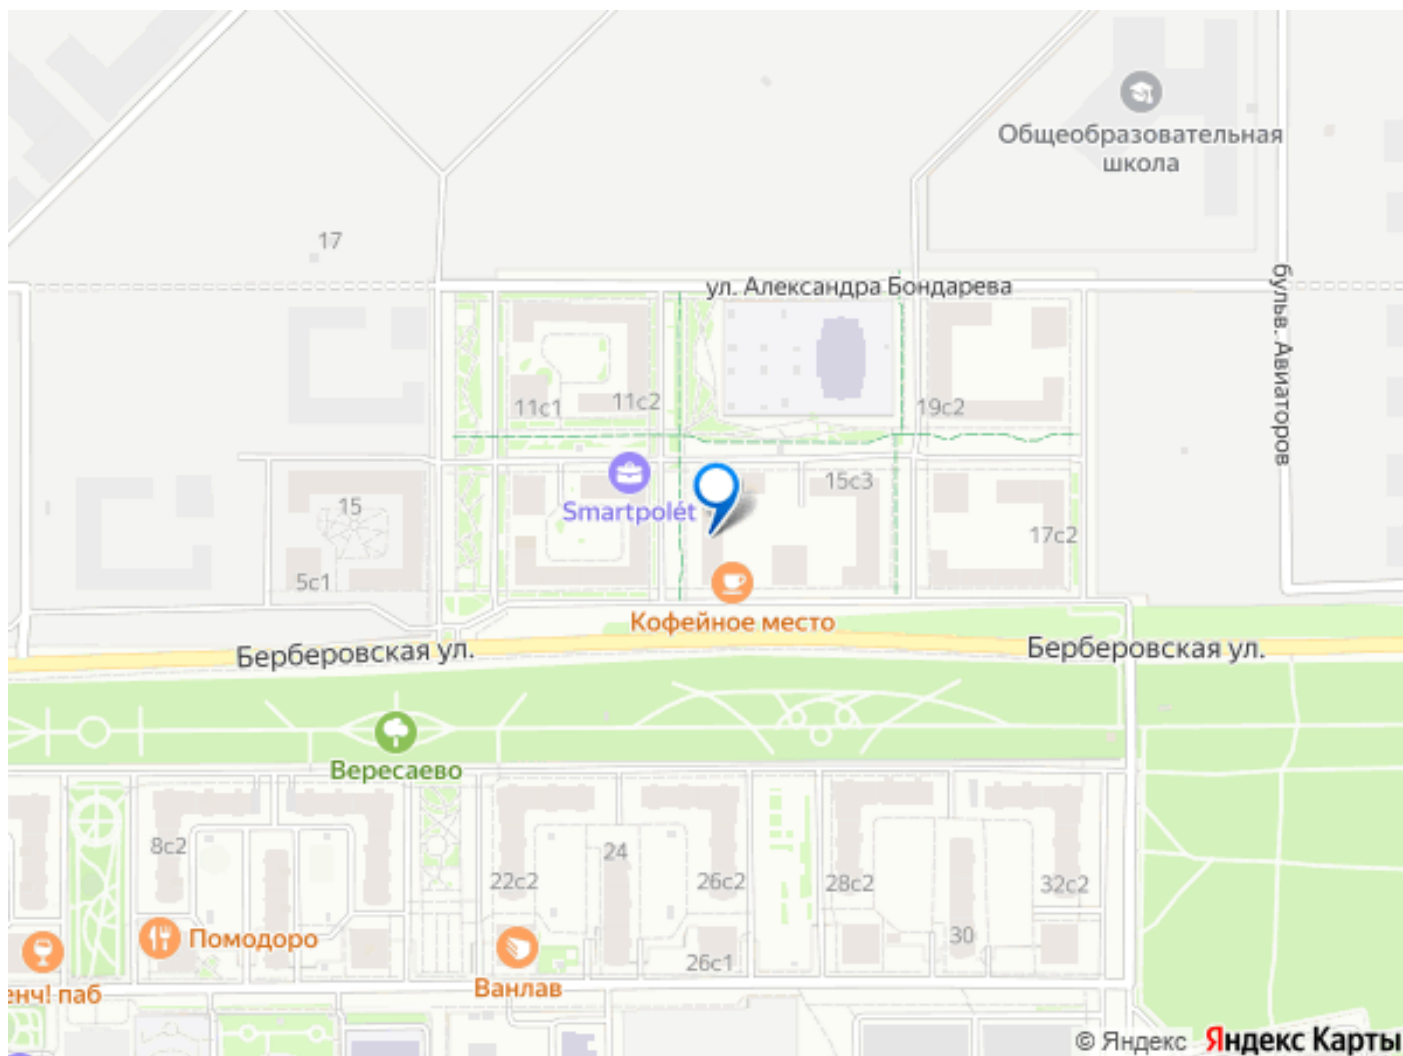 Общеобразовательная
школа
17
ул. Александра Бондарева
бульв. Авиаторов
11с1
11с2
19с2
15с3
15
Smartpolét
17с2
5с1
Кофейное место
Берберовская ул.
Берберовская ул.
Вересаево
8с2
24
22с2
26с2
28с2
32с2
Помодоро
30
26с1
енч! паб
Ванлав
© Яндекс Яндекс Карты